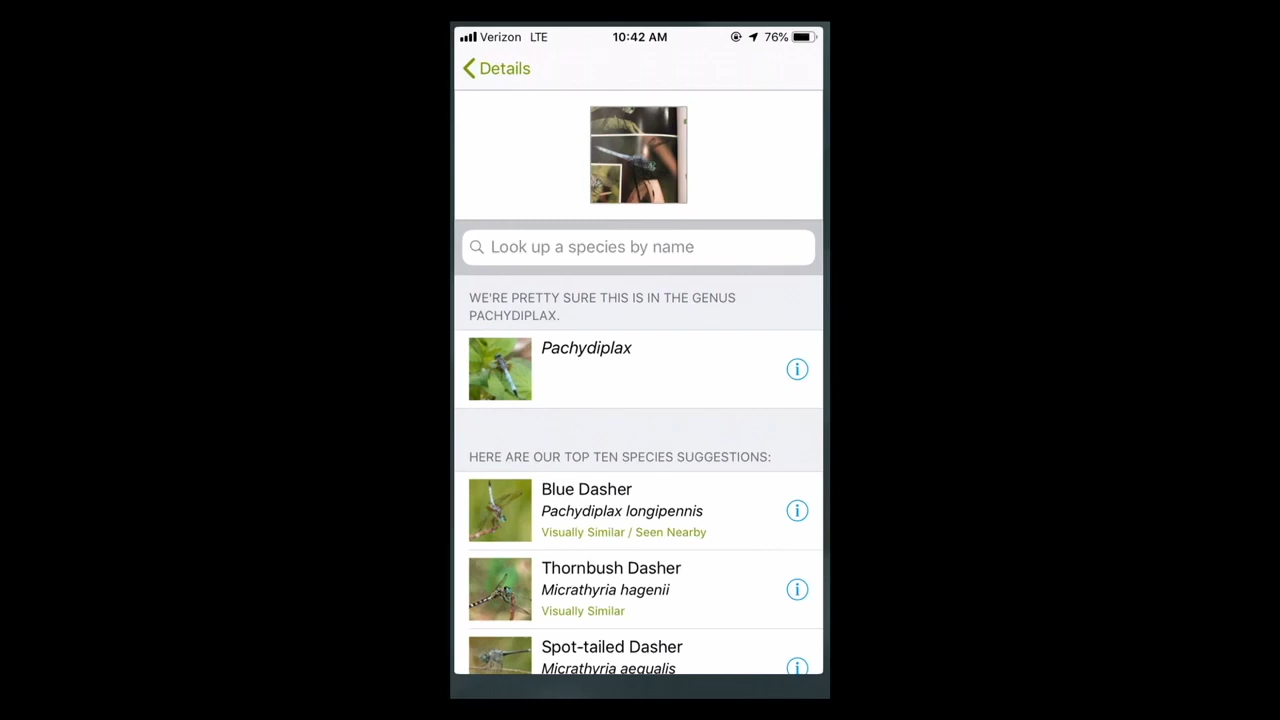 Verizon LTE 10:42 AM 76%
Details
Look up a species by name
WE'RE PRETTY SURE THIS IS IN THE GENUS
PACHYDIPLAX.
Pachydiplax
HERE ARE OUR TOP TEN SPECIES SUGGESTIONS:
Blue Dasher
Pachydiplax longipennis
Visually Similar / Seen Nearby
Thornbush Dasher
Micrathyria hagenii
Visually Similar
Spot-tailed Dasher
Micrathyria aequalis